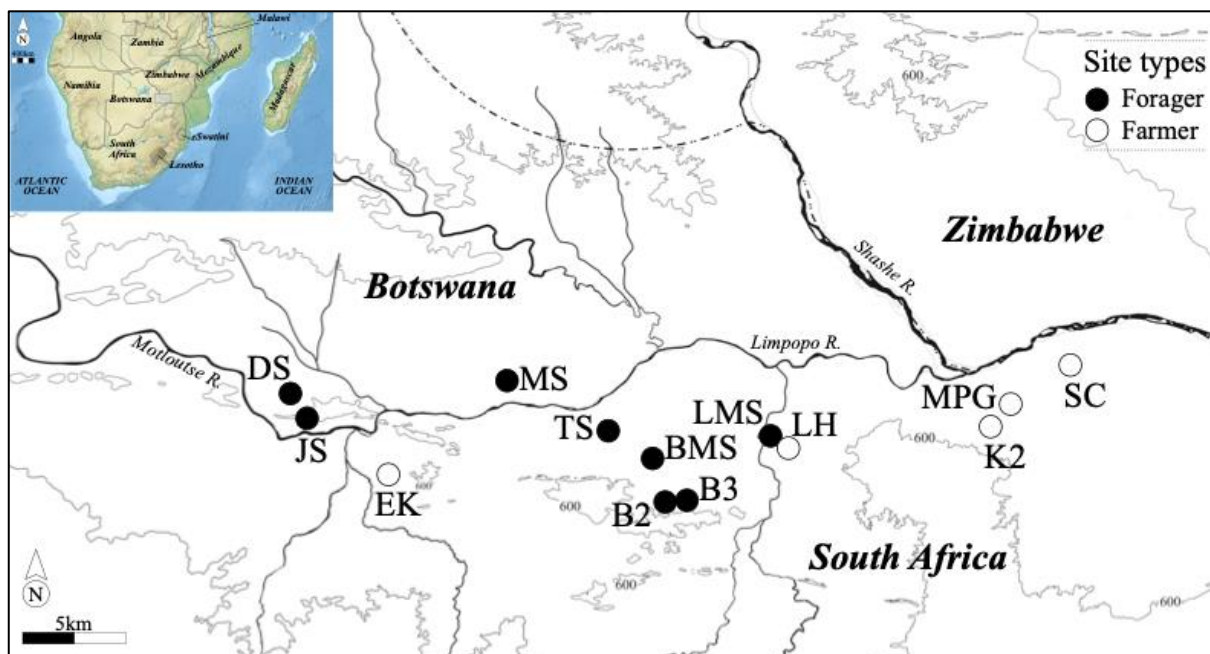 N
400km
Angola
Zambia
Malawi
Mozambique
Namibia
Zimbabwe
Botswana
Madagascar
South
Africa
eSwatini
Lesotho
ATLANTIC
OCEAN
INDIAN
OCEAN
600
Site types
Forager
Farmer
Zimbabwe
Shashe R.
Botswana
Limpopo R.
Motloutse R.
DS
JS
MS
TS
BMS
LMS
LH
MPG
SC
K2
600
EK
600
B2
B3
600
600
South Africa
600
N
5km